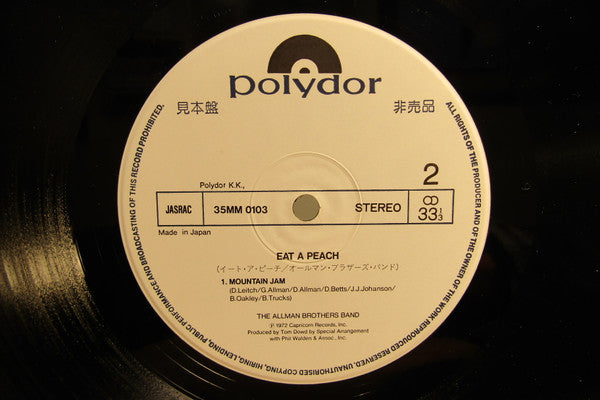 polydor
見本盤 非売品
Polydor K.K.,
2
JASRAC 35MM 0103 STEREO 33 1/3
Made in Japan
EAT A PEACH
(イート・ア・ピーチ/オールマン・ブラザーズ・バンド)
1. MOUNTAIN JAM
(D.Leitch/G.Allman/D.Allman/D.Betts/J.J.Johanson/
B.Oakley/B.Trucks)
THE ALLMAN BROTHERS BAND
℗ 1972 Capricorn Records, Inc.
Produced by Tom Dowd by Special Arrangement
with Phil Walden & Assoc., Inc.
ALL RIGHTS OF THE PRODUCER AND OF THE OWNER OF THE WORK REPRODUCED RESERVED. UNAUTHORISED COPYING, HIRING, LENDING, PUBLIC PERFORMANCE AND BROADCASTING OF THIS RECORD PROHIBITED.